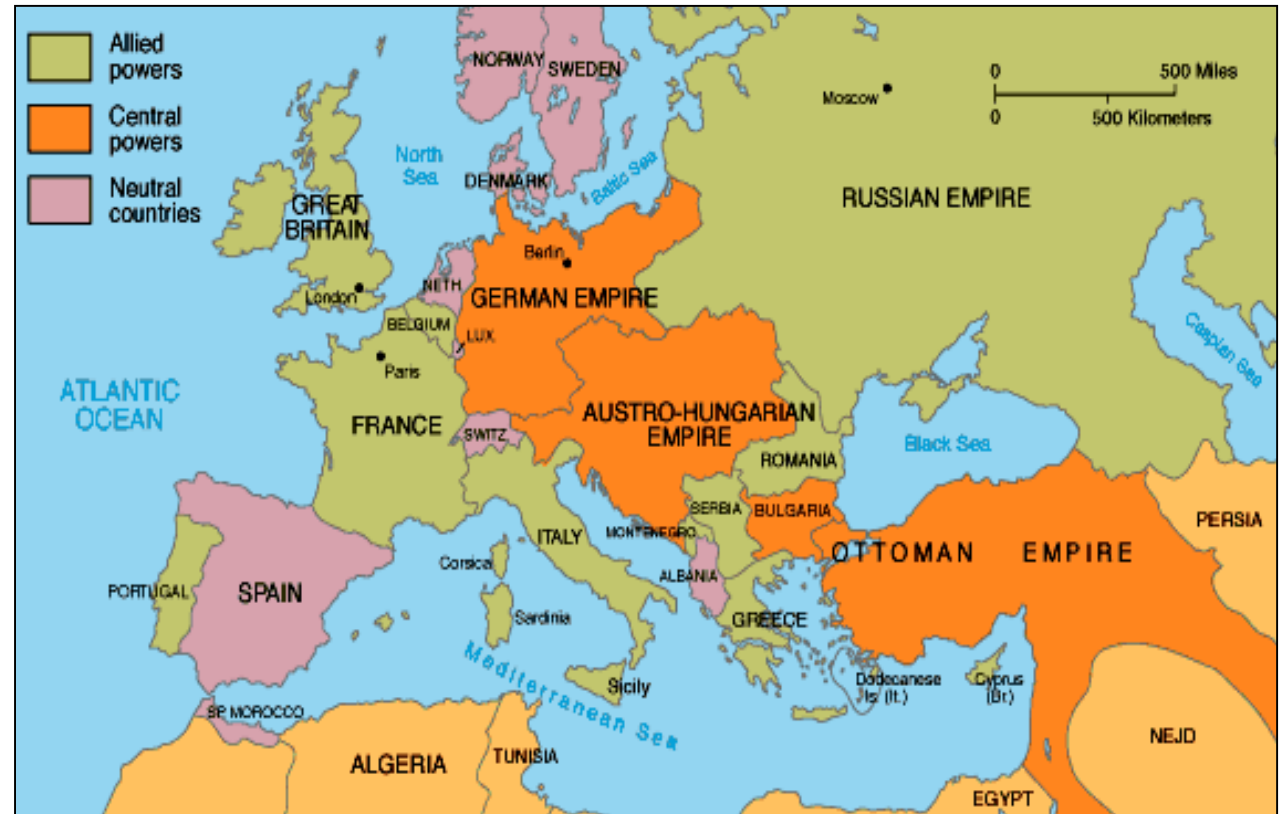 Allied
powers
Central
powers
Neutral
countries
0 500 Miles
0 500 Kilometers
NORWAY
SWEDEN
Moscow
North
Sea
DENMARK
Baltic Sea
RUSSIAN EMPIRE
GREAT
BRITAIN
Berlin
London
NETH
GERMAN EMPIRE
BELGIUM
LUX
Paris
Caspian Sea
ATLANTIC
OCEAN
FRANCE
SWITZ
AUSTRO-HUNGARIAN
EMPIRE
Black Sea
ROMANIA
SERBIA
BULGARIA
PERSIA
ITALY
MONTENEGRO
OTTOMAN EMPIRE
Corsica
ALBANIA
PORTUGAL
SPAIN
Sardinia
GREECE
Mediterranean Sea
Sicily
Dodecanese
Is. (It.)
Cyprus
(Br.)
SP. MOROCCO
NEJD
ALGERIA
TUNISIA
EGYPT